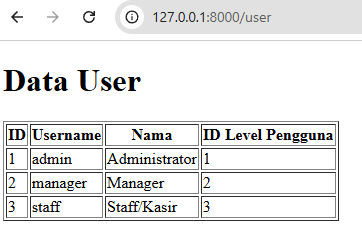 127.0.0.1:8000/user
Data User
ID Username Nama ID Level Pengguna
1 admin Administrator 1
2 manager Manager 2
3 staff Staff/Kasir 3